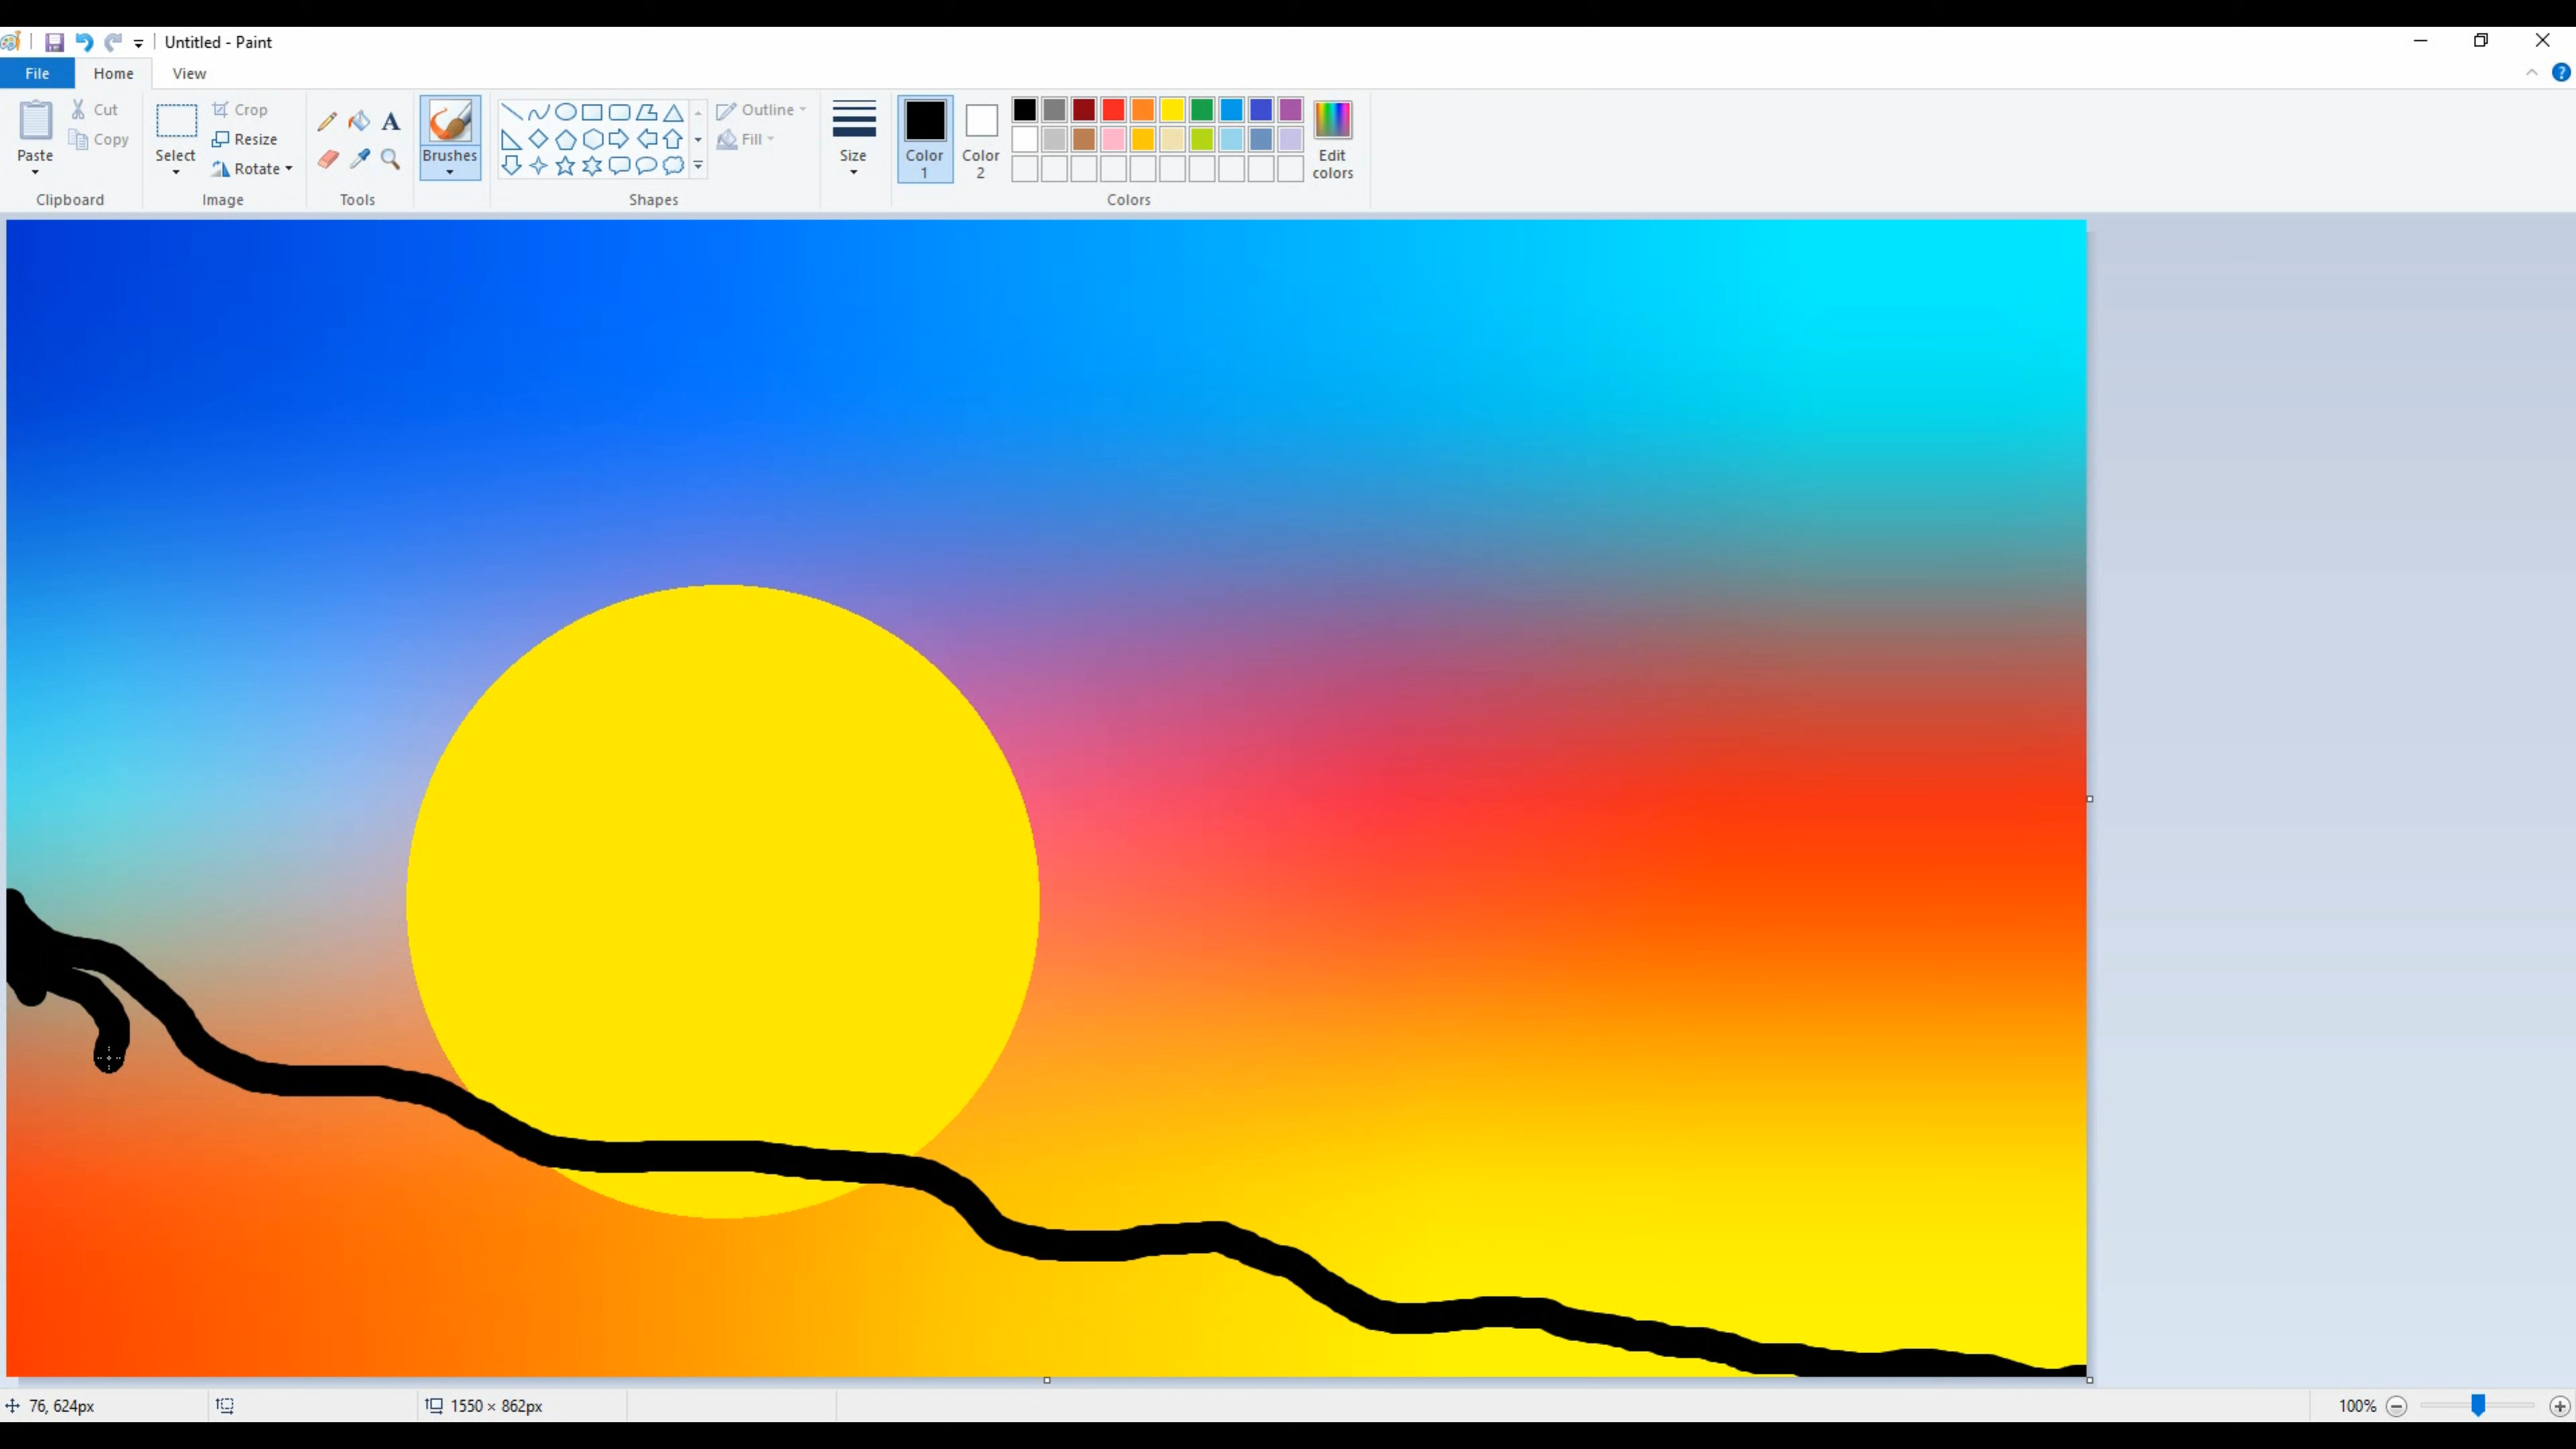 Untitled - Paint
File Home View
Paste
Cut
Copy
Clipboard
Select
Crop
Resize
Rotate
Image
A
Tools
Brushes
Outline
Fill
Shapes
Size
Color 1
Color 2
Edit colors
Colors
76, 624px
1550 × 862px
100%